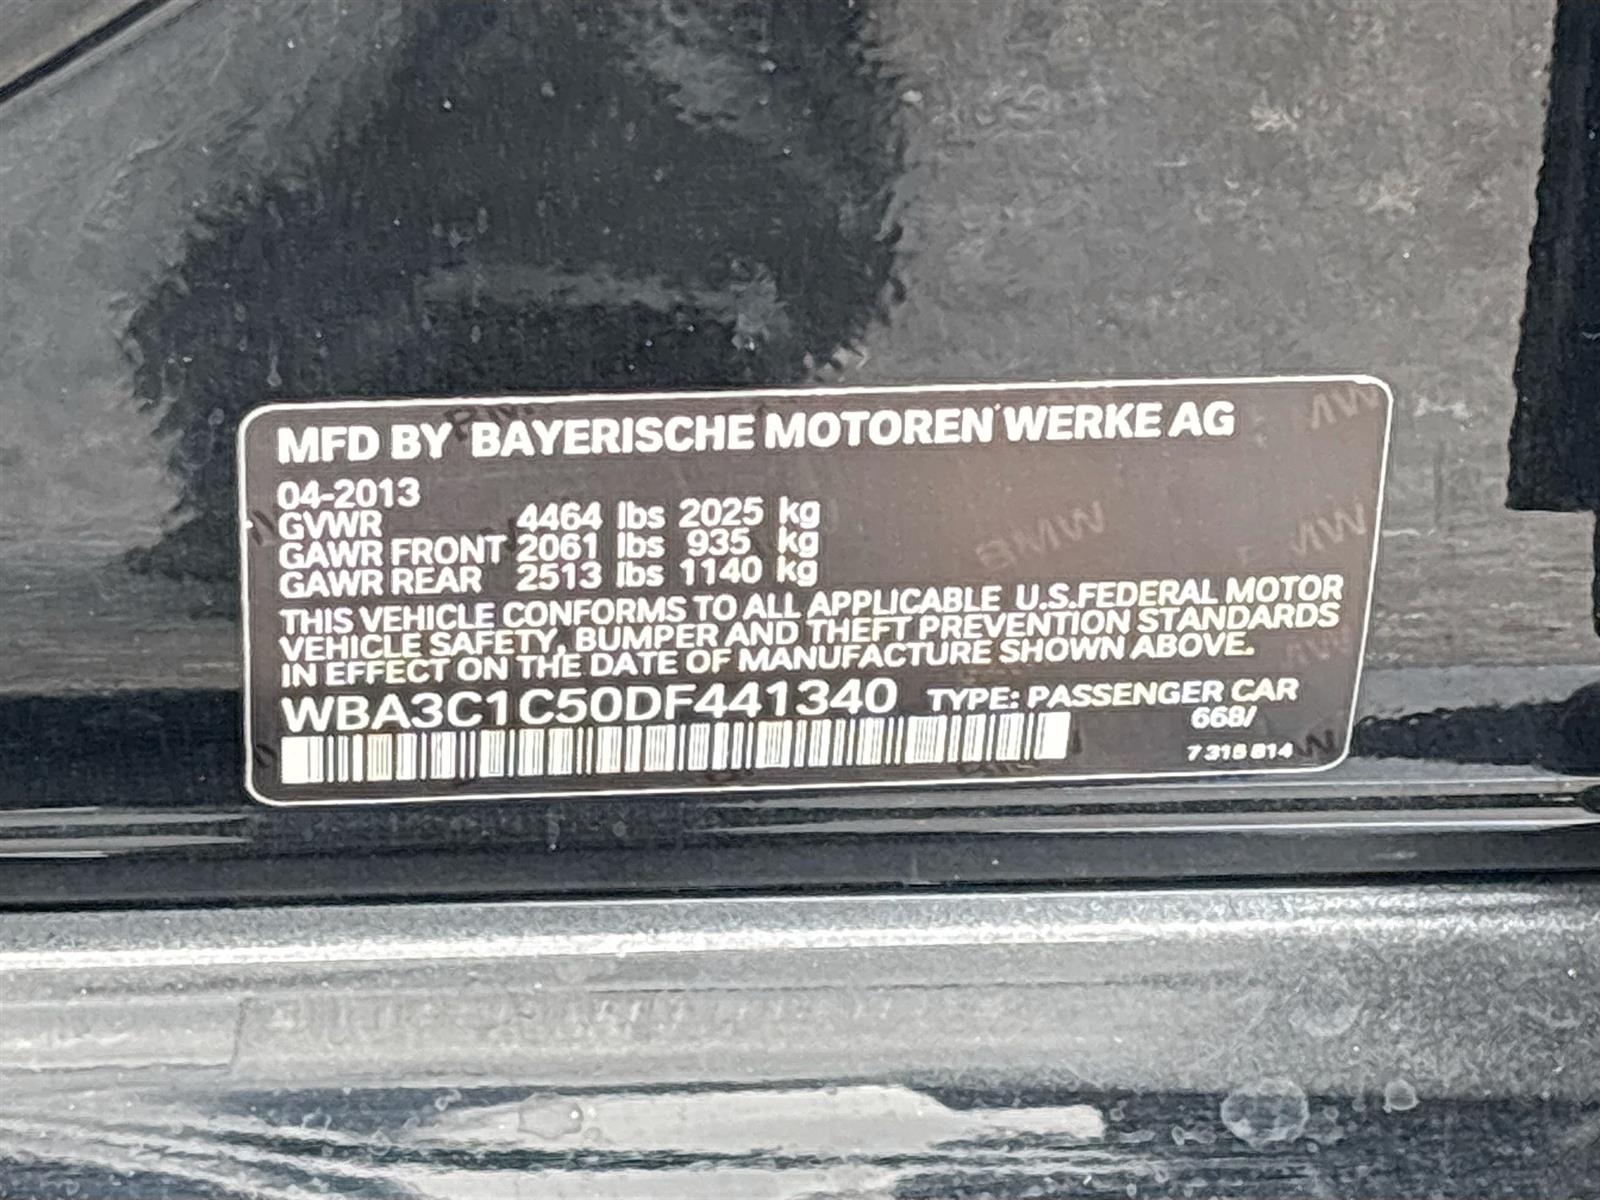 MFD BY BAYERISCHE MOTOREN WERKE AG
04-2013
GVWR 4464 lbs 2025 kg
GAWR FRONT 2061 lbs 935 kg
GAWR REAR 2513 lbs 1140 kg
THIS VEHICLE CONFORMS TO ALL APPLICABLE U.S.FEDERAL MOTOR
VEHICLE SAFETY, BUMPER AND THEFT PREVENTION STANDARDS
IN EFFECT ON THE DATE OF MANUFACTURE SHOWN ABOVE.
WBA3C1C50DF441340 TYPE: PASSENGER CAR
668/
7 316 814
BMW